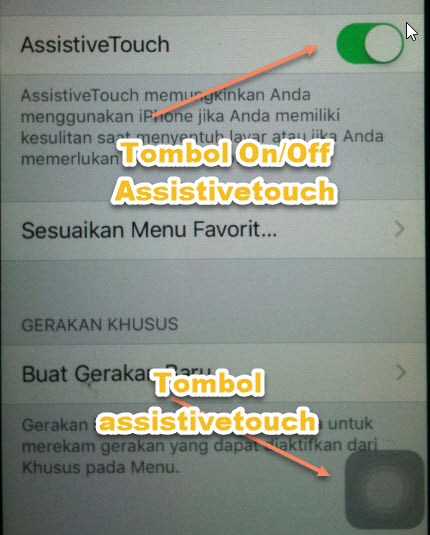 AssistiveTouch
AssistiveTouch memungkinkan Anda
menggunakan iPhone jika Anda memiliki
kesulitan saat menyentuh layar atau jika Anda
memerlukan
Tombol On/Off
Assistivetouch
Sesuaikan Menu Favorit...
GERAKAN KHUSUS
Buat Gerakan Baru
Tombol
assistivetouch
Gerakan untuk
merekam gerakan yang dapat diaktifkan dari
Khusus pada Menu.